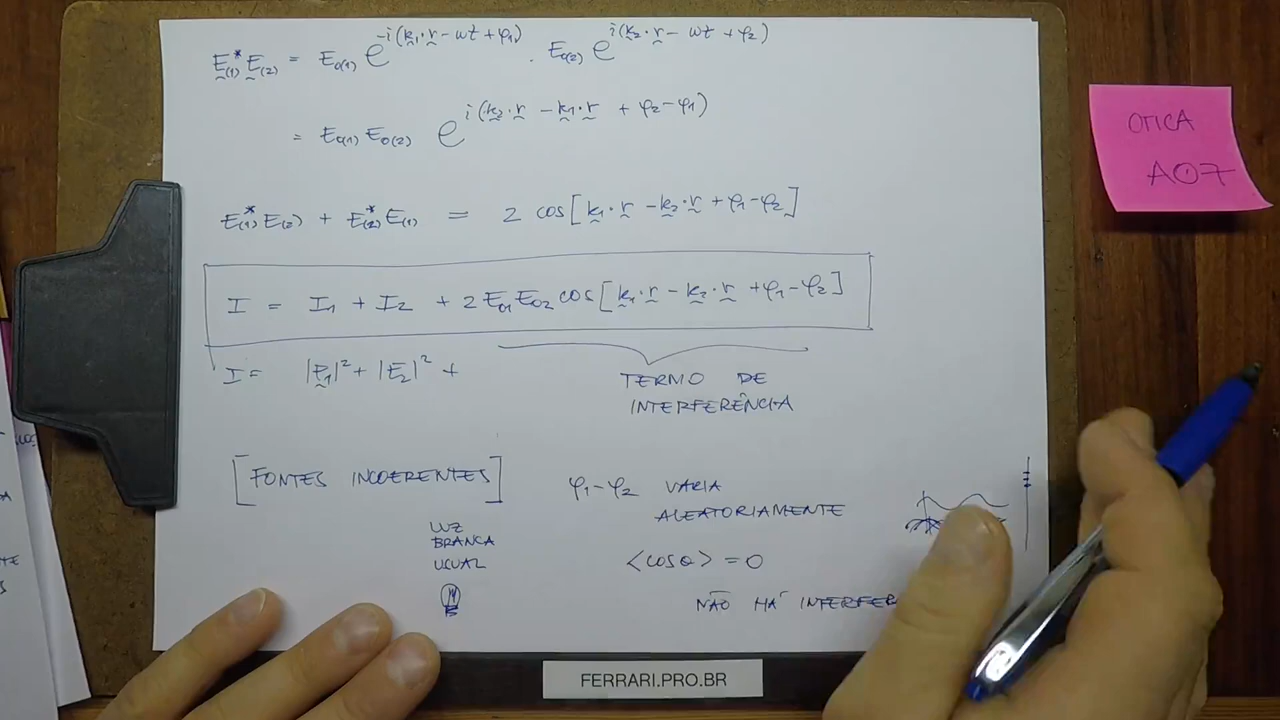 E₍₁₎* E₍₂₎ = E₀₍₁₎ e^{-i(k₁·r - ωt + φ₁)} . E₀₍₂₎ e^{i(k₂·r - ωt + φ₂)}
= E₀₍₁₎ E₀₍₂₎ e^{i(k₂·r - k₁·r + φ₂-φ₁)}
E₍₁₎* E₍₂₎ + E₍₂₎* E₍₁₎ = 2 cos[k₁·r - k₂·r + φ₁-φ₂]
I = I₁ + I₂ + 2 E₀₁ E₀₂ cos[k₁·r - k₂·r + φ₁-φ₂]
I = |E₁|² + |E₂|² +
TERMO DE
INTERFERÊNCIA
[FONTES INCOERENTES]
LUZ
BRANCA
USUAL
φ₁-φ₂ VARIA
ALEATORIAMENTE
<cosθ> = 0
NÃO HÁ INTERFER
OTICA
A07
FERRARI.PRO.BR